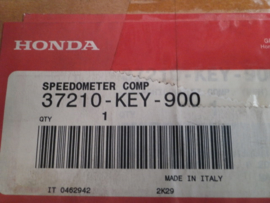 HONDA
SPEEDOMETER COMP
37210-KEY-900
QTY 1
MADE IN ITALY
IT 0462942 2K29